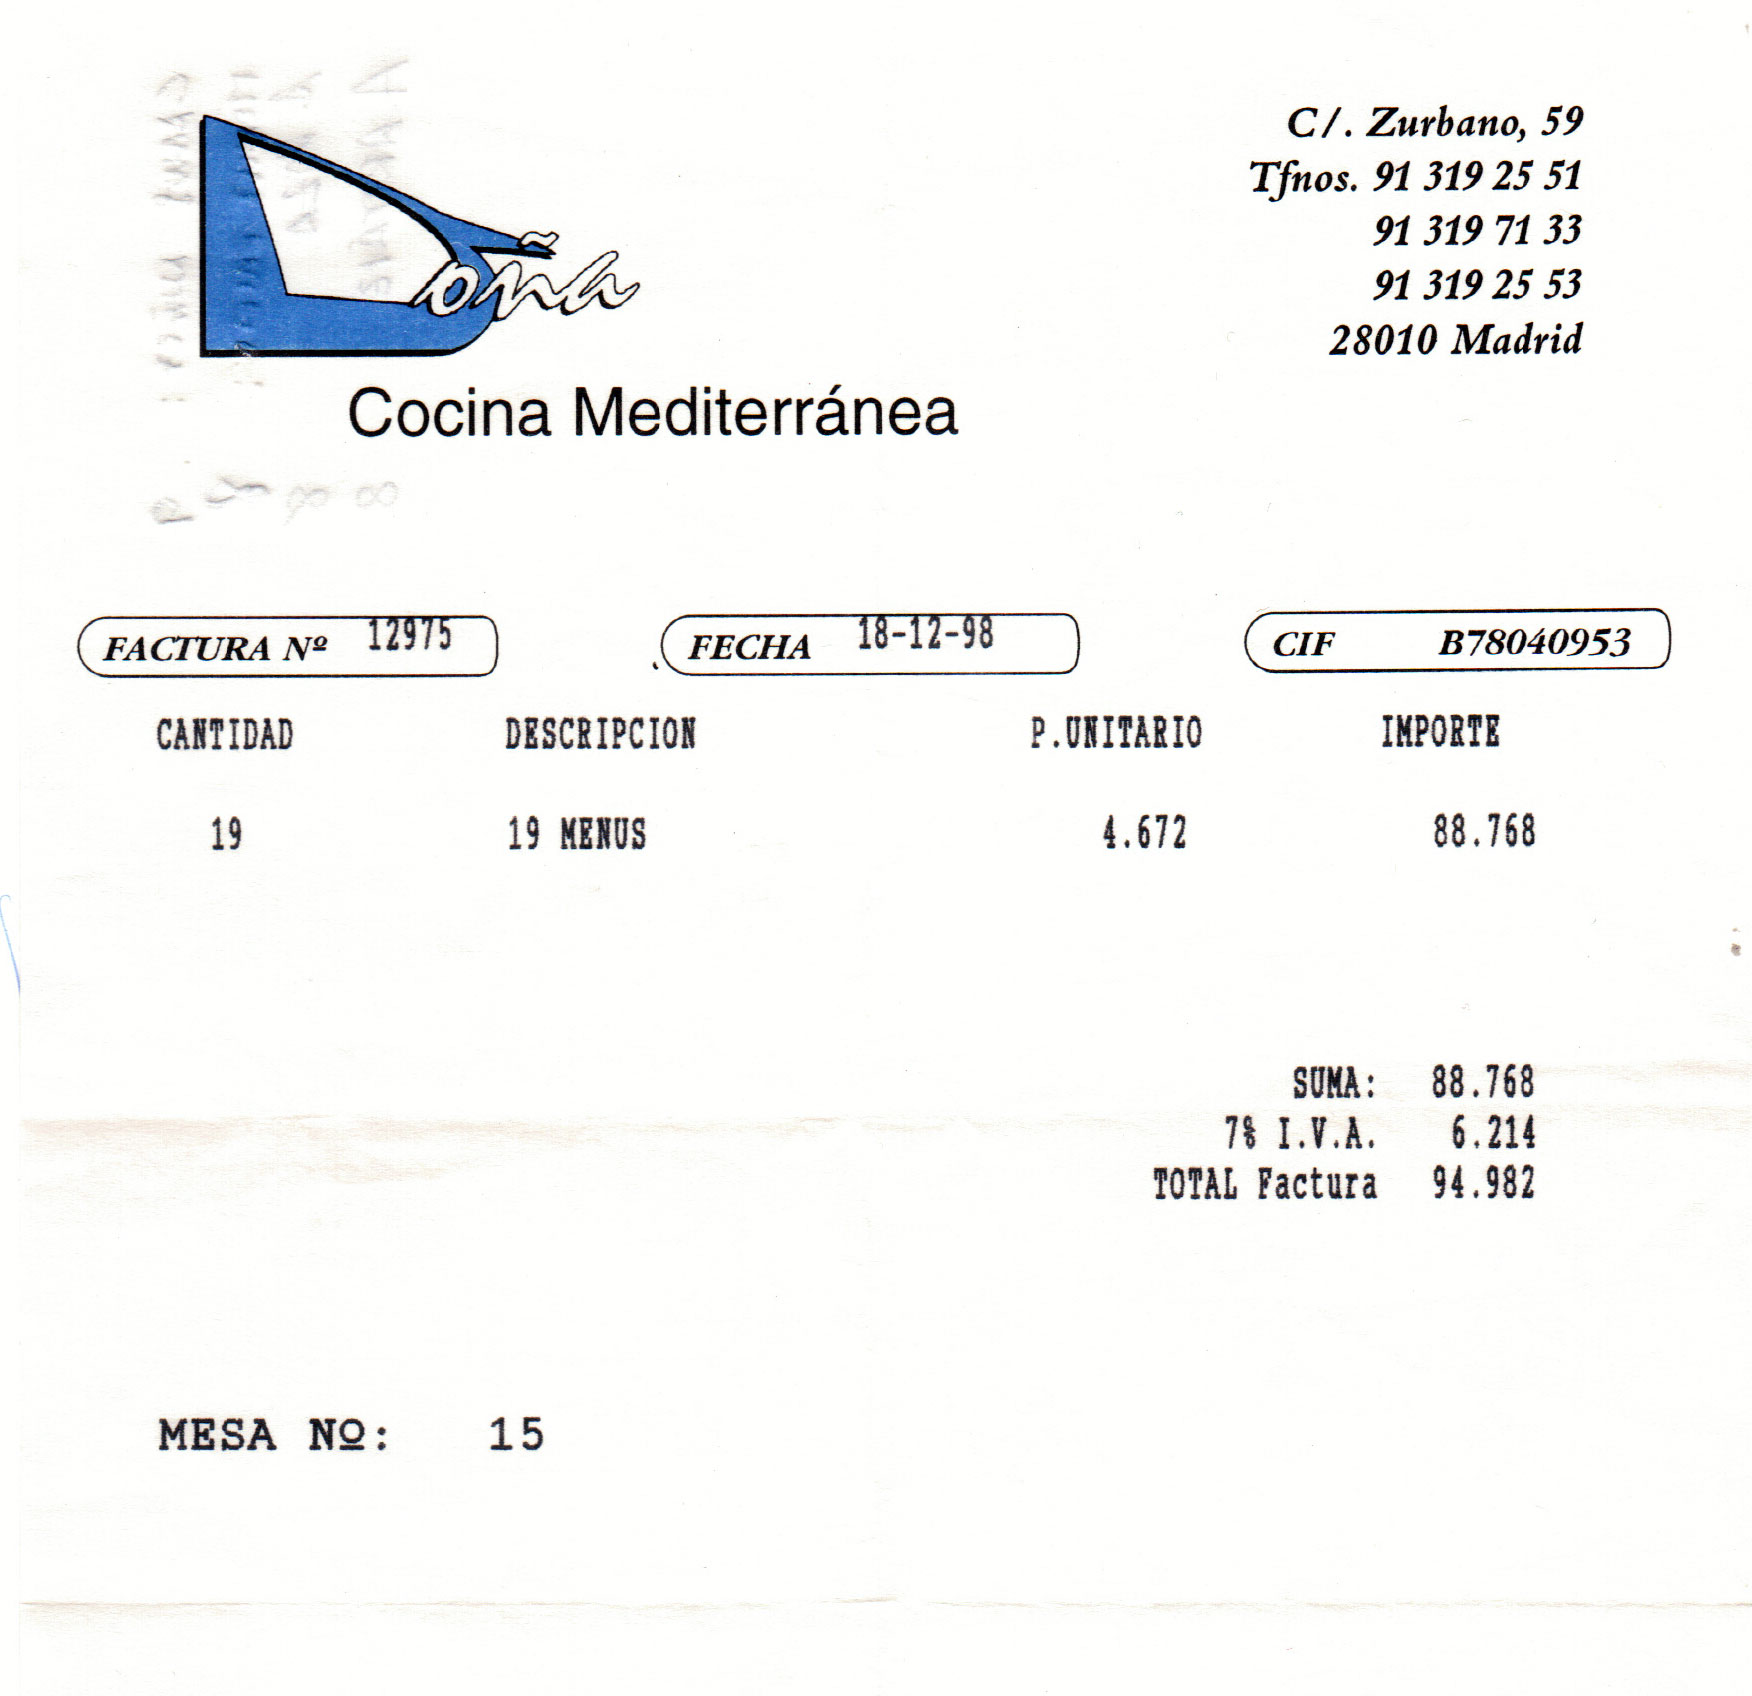 Doña
Cocina Mediterránea
C/. Zurbano, 59
Tfnos. 91 319 25 51
91 319 71 33
91 319 25 53
28010 Madrid
FACTURA Nº 12975
FECHA 18-12-98
CIF B78040953
CANTIDAD DESCRIPCION P.UNITARIO IMPORTE
19 19 MENUS 4.672 88.768
SUMA: 88.768
7% I.V.A. 6.214
TOTAL Factura 94.982
MESA Nº: 15